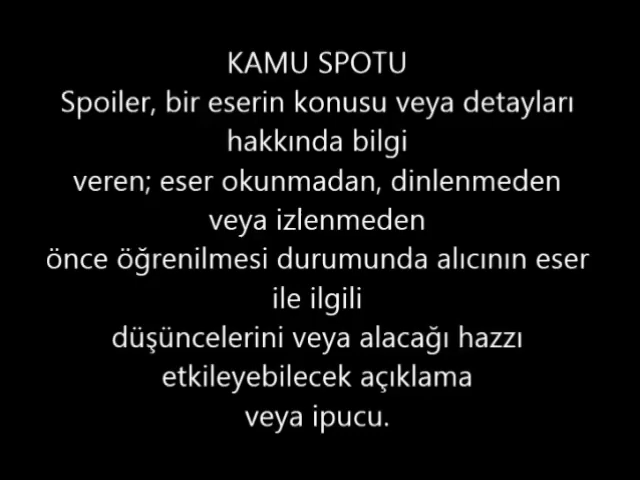 KAMU SPOTU
Spoiler, bir eserin konusu veya detayları
hakkında bilgi
veren; eser okunmadan, dinlenmeden
veya izlenmeden
önce öğrenilmesi durumunda alıcının eser
ile ilgili
düşüncelerini veya alacağı hazzı
etkileyebilecek açıklama
veya ipucu.